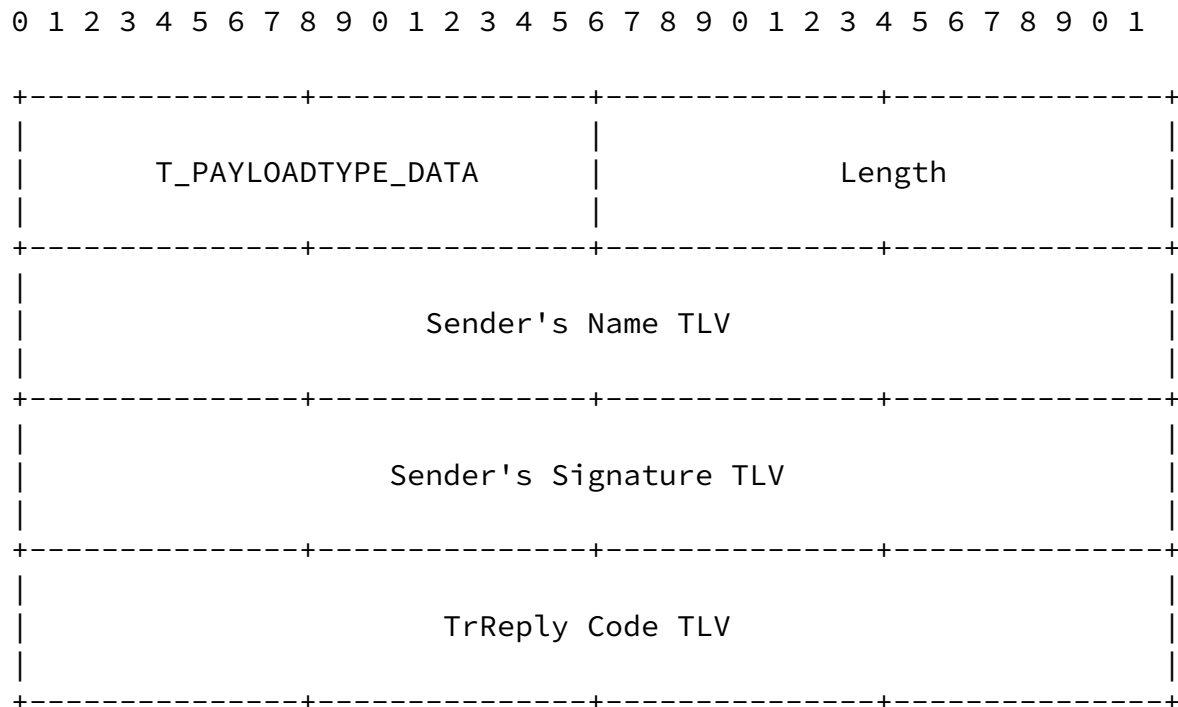 0 1 2 3 4 5 6 7 8 9 0 1 2 3 4 5 6 7 8 9 0 1 2 3 4 5 6 7 8 9 0 1
+---------------+---------------+---------------+---------------+
| | |
| T_PAYLOADTYPE_DATA | Length |
| | |
+---------------+---------------+---------------+---------------+
| |
| Sender's Name TLV |
| |
+---------------+---------------+---------------+---------------+
| |
| Sender's Signature TLV |
| |
+---------------+---------------+---------------+---------------+
| |
| TrReply Code TLV |
| |
+---------------+---------------+---------------+---------------+